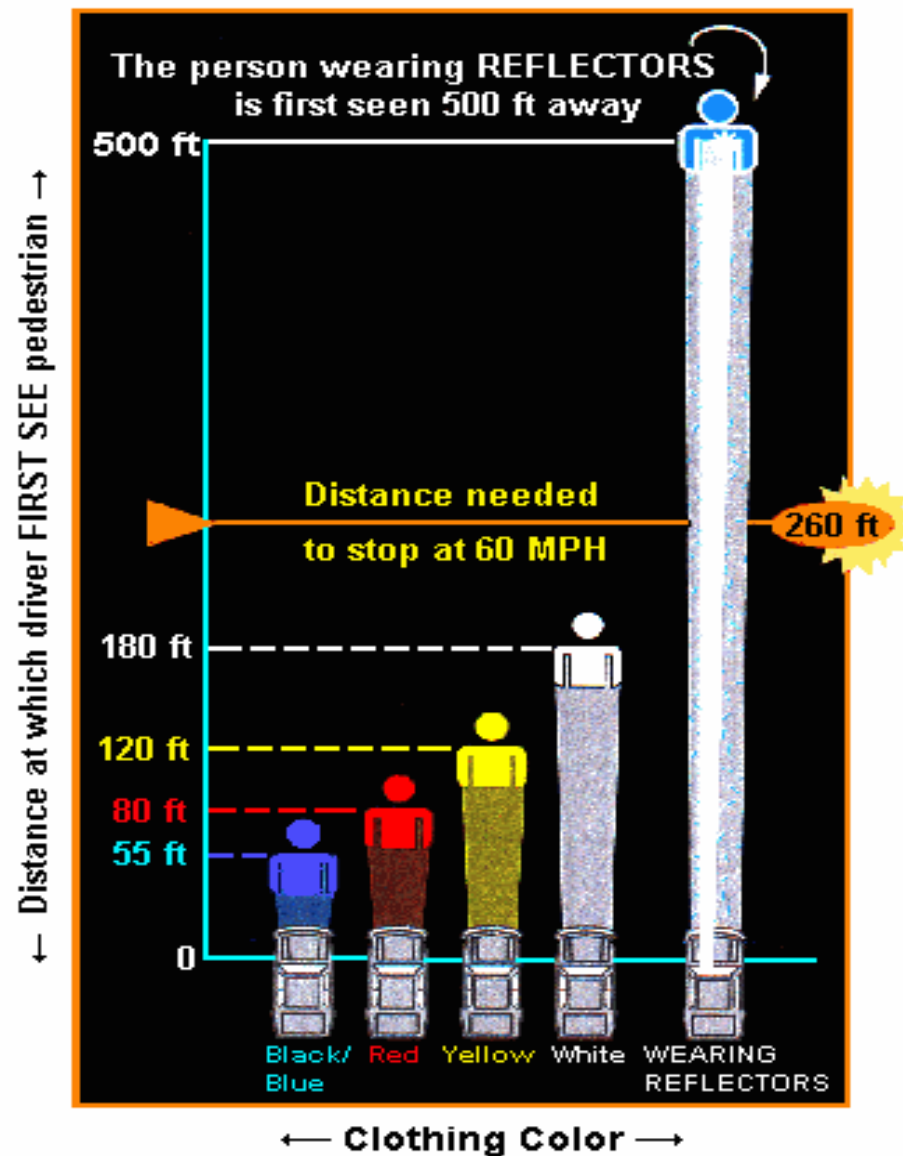 The person wearing REFLECTORS
is first seen 500 ft away
500 ft
← Distance at which driver FIRST SEE pedestrian →
Distance needed
to stop at 60 MPH
260 ft
180 ft
120 ft
80 ft
55 ft
0
Black/
Blue
Red
Yellow
White
WEARING
REFLECTORS
← Clothing Color →